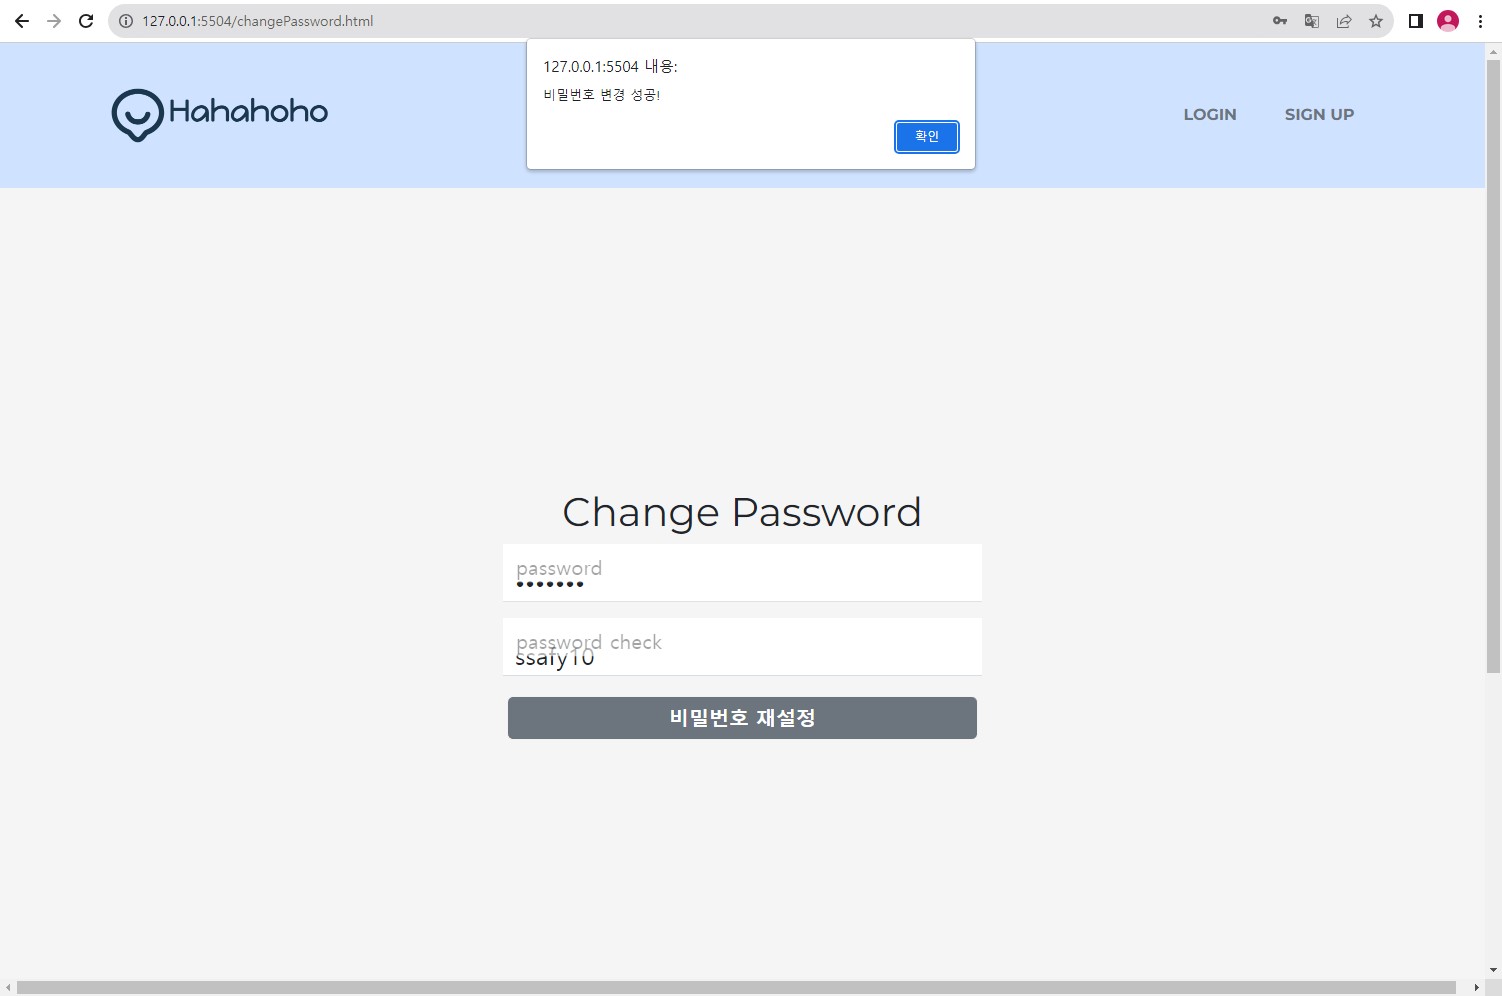 127.0.0.1:5504/changePassword.html
127.0.0.1:5504 내용:
비밀번호 변경 성공!
확인
Hahahoho
LOGIN
SIGN UP
Change Password
password
•••••••
password check
ssafy10
비밀번호 재설정